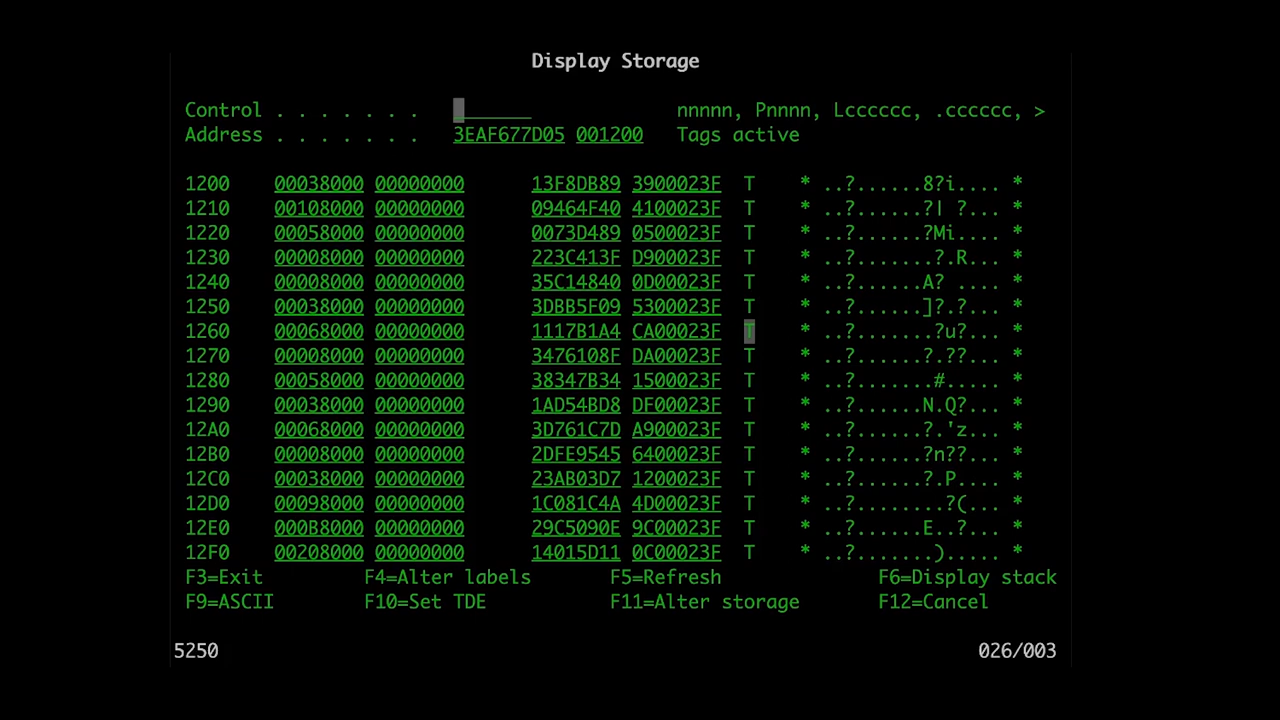 Display Storage
Control . . . . . . . _______ nnnnn, Pnnnn, Lcccccc, .cccccc, >
Address . . . . . . . 3EAF677D05 001200 Tags active
1200 00038000 00000000 13F8DB89 3900023F T * ..?......8?i.... *
1210 00108000 00000000 09464F40 4100023F T * ..?......?| ?... *
1220 00058000 00000000 0073D489 0500023F T * ..?......?Mi.... *
1230 00008000 00000000 223C413F D900023F T * ..?.......?.R... *
1240 00008000 00000000 35C14840 0D00023F T * ..?......A? .... *
1250 00038000 00000000 3DBB5F09 5300023F T * ..?......]?.?... *
1260 00068000 00000000 1117B1A4 CA00023F T * ..?.......?u?... *
1270 00008000 00000000 3476108F DA00023F T * ..?......?.??... *
1280 00058000 00000000 38347B34 1500023F T * ..?.......#..... *
1290 00038000 00000000 1AD54BD8 DF00023F T * ..?......N.Q?... *
12A0 00068000 00000000 3D761C7D A900023F T * ..?......?.'z... *
12B0 00008000 00000000 2DFE9545 6400023F T * ..?......?n??... *
12C0 00038000 00000000 23AB03D7 1200023F T * ..?......?.P.... *
12D0 00098000 00000000 1C081C4A 4D00023F T * ..?........?(... *
12E0 000B8000 00000000 29C5090E 9C00023F T * ..?......E..?... *
12F0 00208000 00000000 14015D11 0C00023F T * ..?.......)..... *
F3=Exit F4=Alter labels F5=Refresh F6=Display stack
F9=ASCII F10=Set TDE F11=Alter storage F12=Cancel
5250 026/003